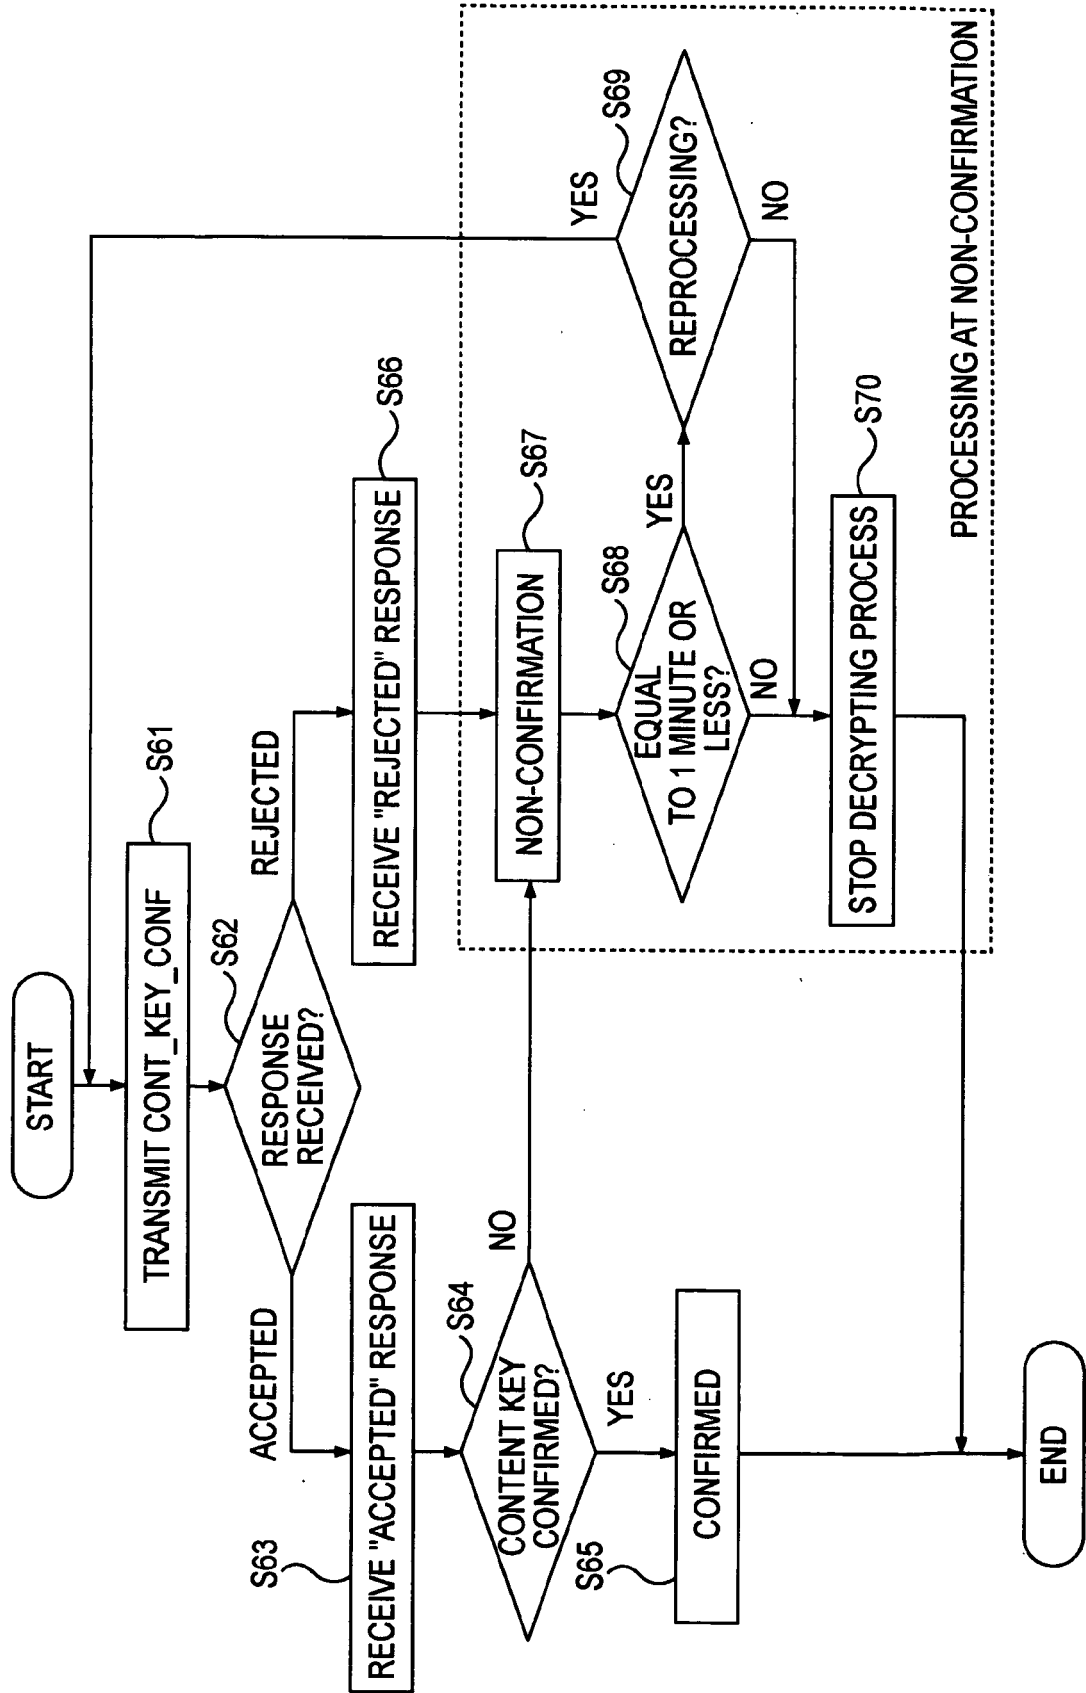 START
TRANSMIT CONT_KEY_CONF
S61
RESPONSE
RECEIVED?
S62
ACCEPTED
REJECTED
S63
RECEIVE "ACCEPTED" RESPONSE
RECEIVE "REJECTED" RESPONSE
S66
CONTENT KEY
CONFIRMED?
S64
NO
YES
S65
CONFIRMED
NON-CONFIRMATION
S67
EQUAL
TO 1 MINUTE OR
LESS?
S68
YES
NO
REPROCESSING?
S69
YES
NO
STOP DECRYPTING PROCESS
S70
PROCESSING AT NON-CONFIRMATION
END